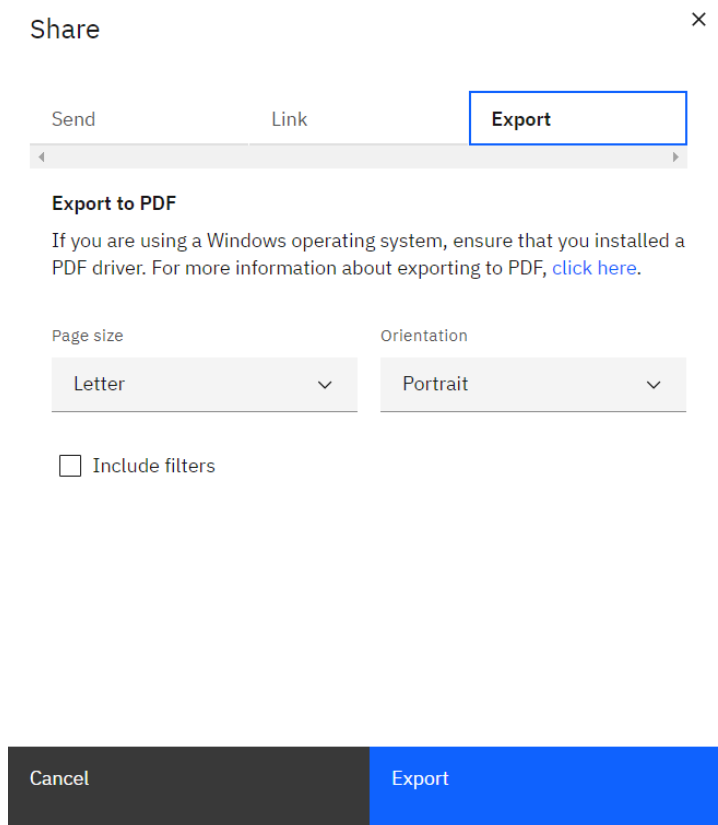 Share
Send
Link
Export
Export to PDF
If you are using a Windows operating system, ensure that you installed a
PDF driver. For more information about exporting to PDF, click here.
Page size
Orientation
Letter
Portrait
Include filters
Cancel
Export